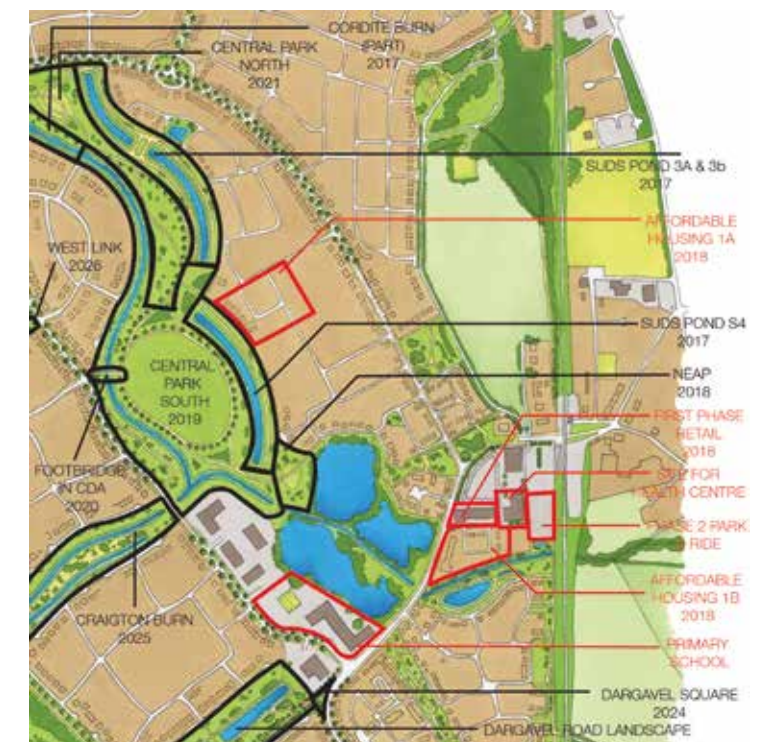 CORDITE BURN
(PART)
2017
CENTRAL PARK
NORTH
2021
SUDS POND 3A & 3b
2017
AFFORDABLE
HOUSING 1A
2018
WEST LINK
2026
SUDS POND S4
2017
CENTRAL
PARK
SOUTH
2019
NEAP
2018
FIRST PHASE
RETAIL
2018
FOOTBRIDGE
IN CDA
2020
SITE FOR
HEALTH CENTRE
PHASE 2 PARK
RIDE
AFFORDABLE
HOUSING 1B
2018
CRAIGTON BURN
2025
PRIMARY
SCHOOL
DARGAVEL SQUARE
2024
DARGAVEL ROAD LANDSCAPE